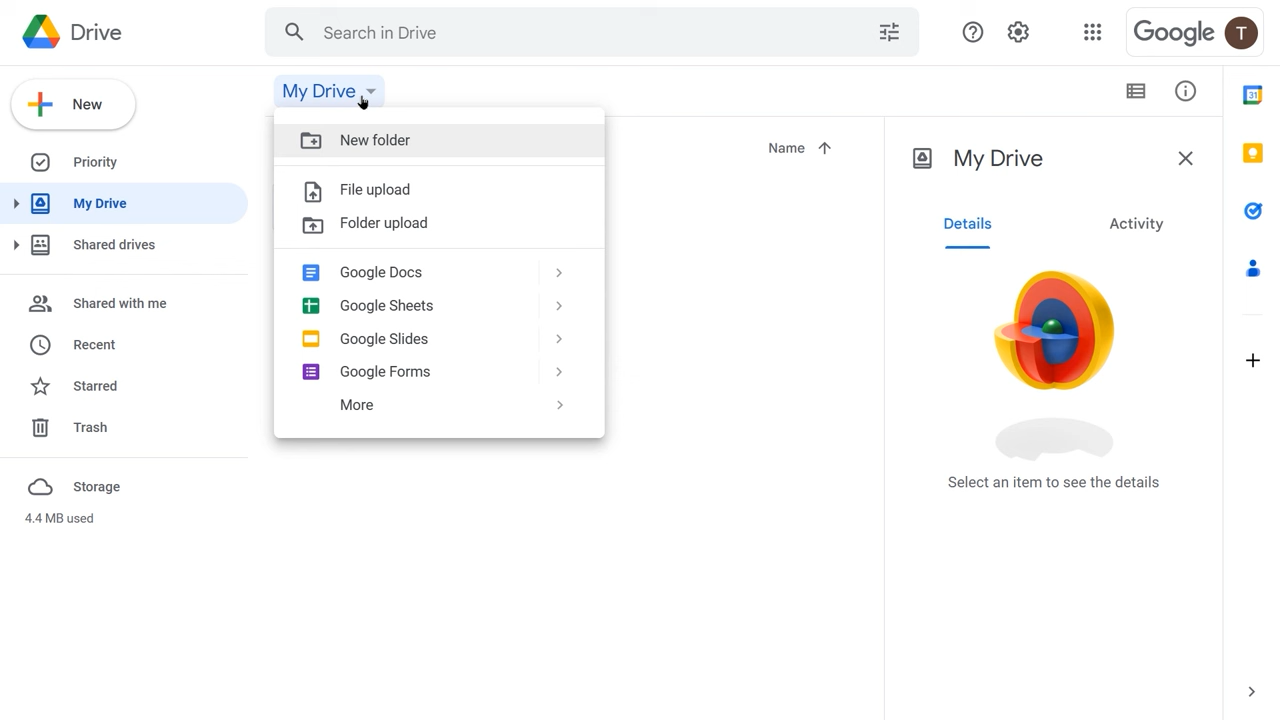 Drive
Search in Drive
Google T
New
My Drive
Priority
My Drive
Shared drives
Shared with me
Recent
Starred
Trash
Storage
4.4 MB used
New folder
File upload
Folder upload
Google Docs
Google Sheets
Google Slides
Google Forms
More
Name
My Drive
Details Activity
Select an item to see the details
31